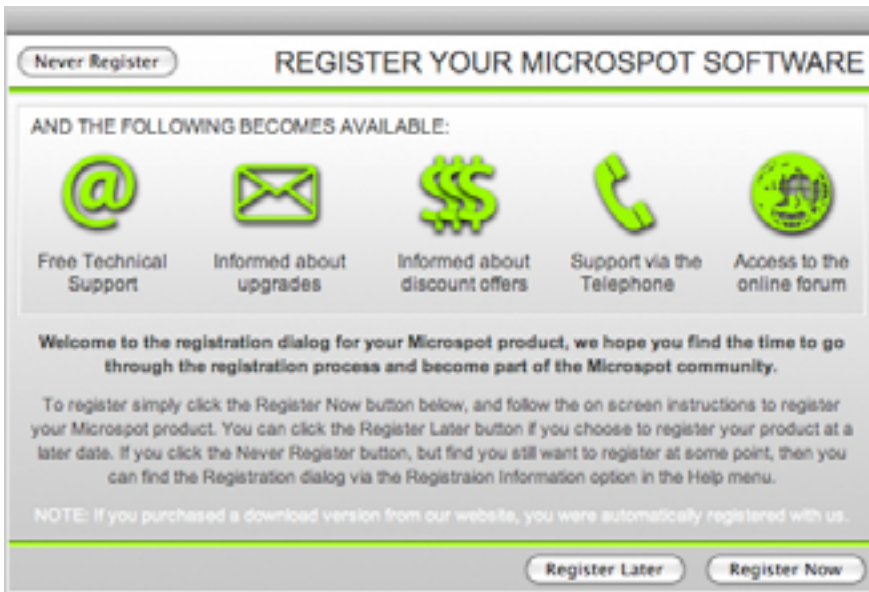 Never Register
REGISTER YOUR MICROSPOT SOFTWARE
AND THE FOLLOWING BECOMES AVAILABLE:
@
$$$
Free Technical
Support
Informed about
upgrades
Informed about
discount offers
Support via the
Telephone
Access to the
online forum
Welcome to the registration dialog for your Microspot product, we hope you find the time to go
through the registration process and become part of the Microspot community.
To register simply click the Register Now button below, and follow the on screen instructions to register
your Microspot product. You can click the Register Later button if you choose to register your product at a
later date. If you click the Never Register button, but find you still want to register at some point, then you
can find the Registration dialog via the Registraion Information option in the Help menu.
NOTE: If you purchased a download version from our website, you were automatically registered with us.
Register Later
Register Now